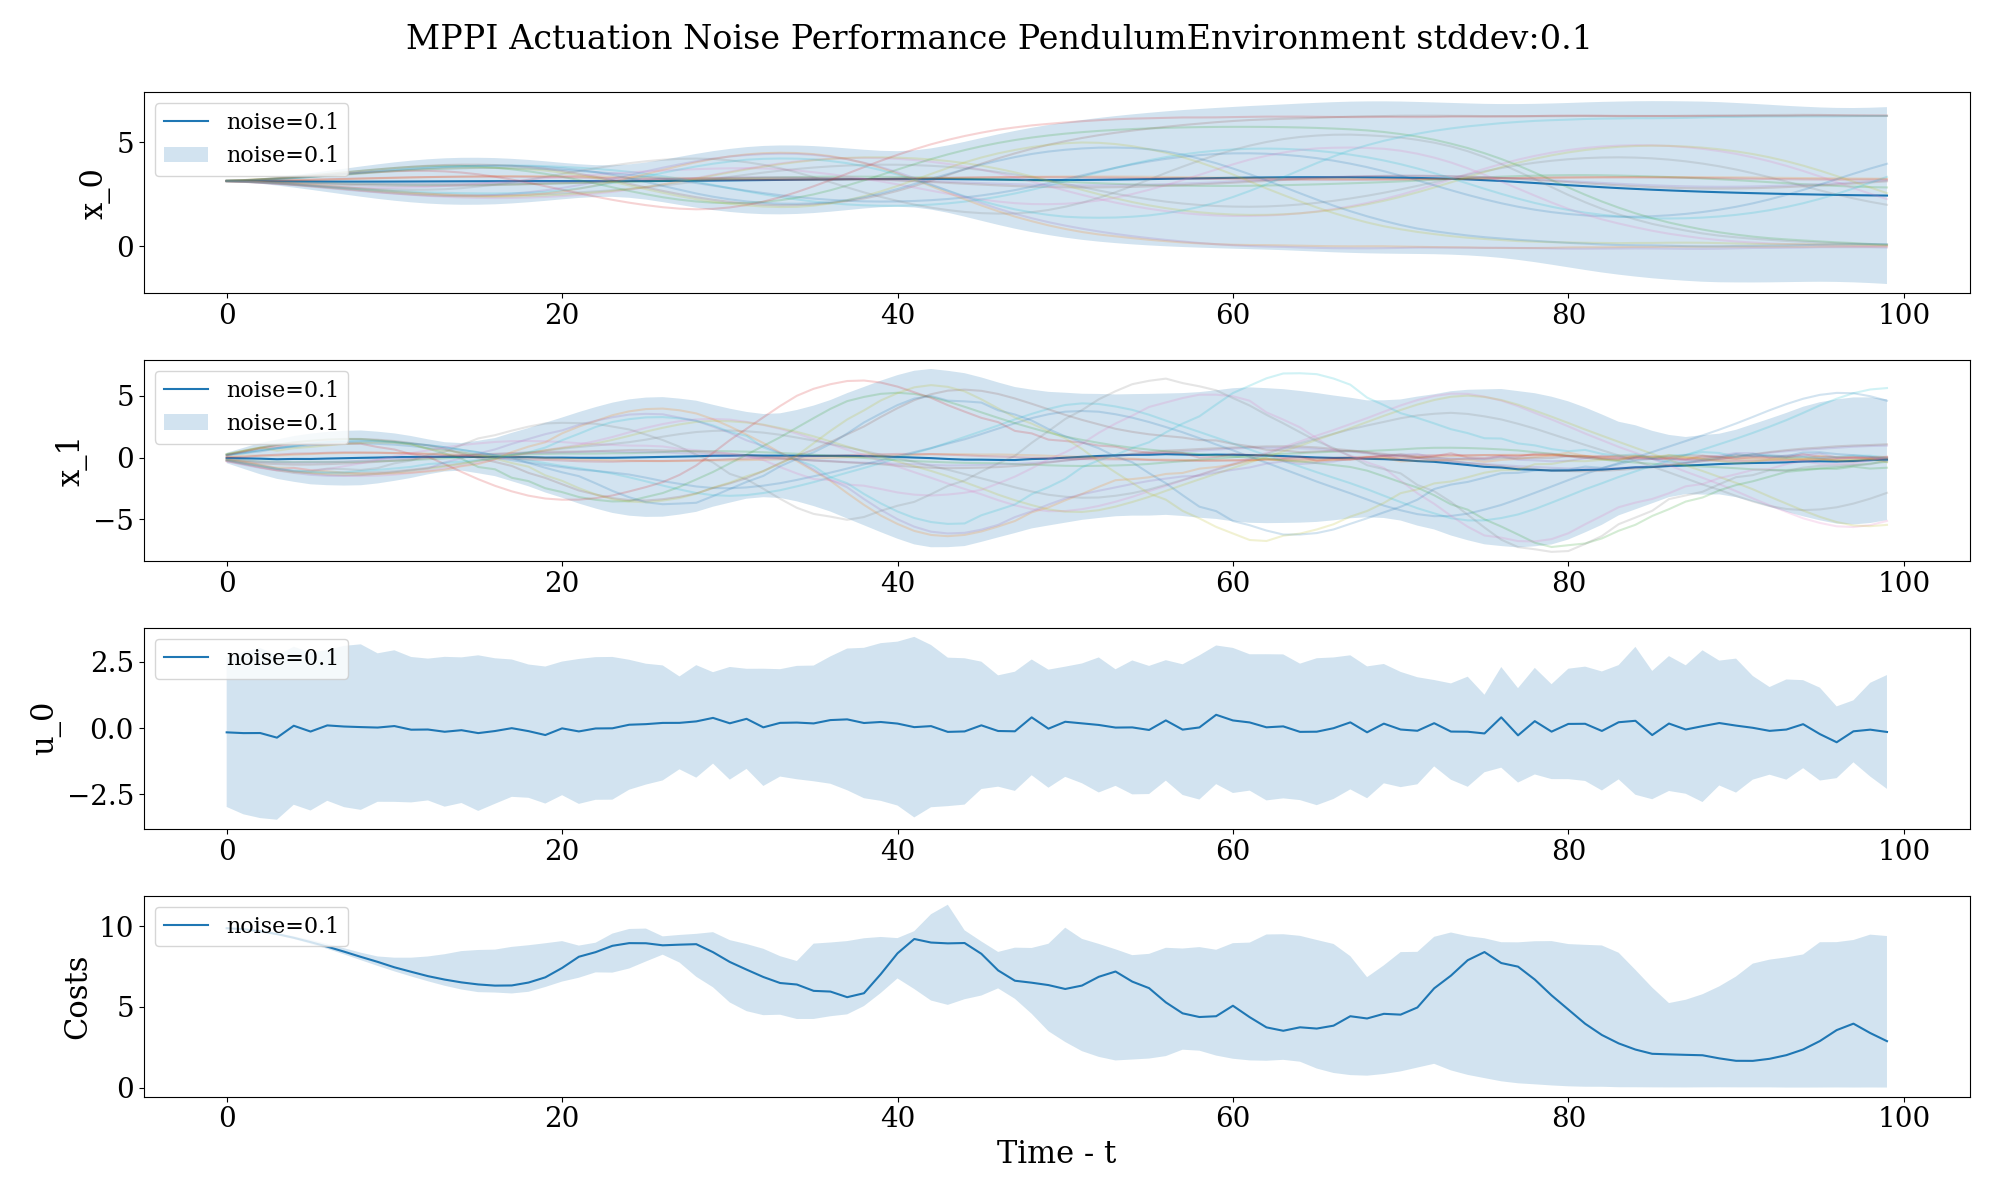 MPPI Actuation Noise Performance PendulumEnvironment stddev:0.1
x_0
5
0
noise=0.1
noise=0.1
0 20 40 60 80 100
x_1
5
0
−5
noise=0.1
noise=0.1
0 20 40 60 80 100
u_0
2.5
0.0
−2.5
noise=0.1
0 20 40 60 80 100
Costs
10
5
0
noise=0.1
0 20 40 60 80 100
Time - t